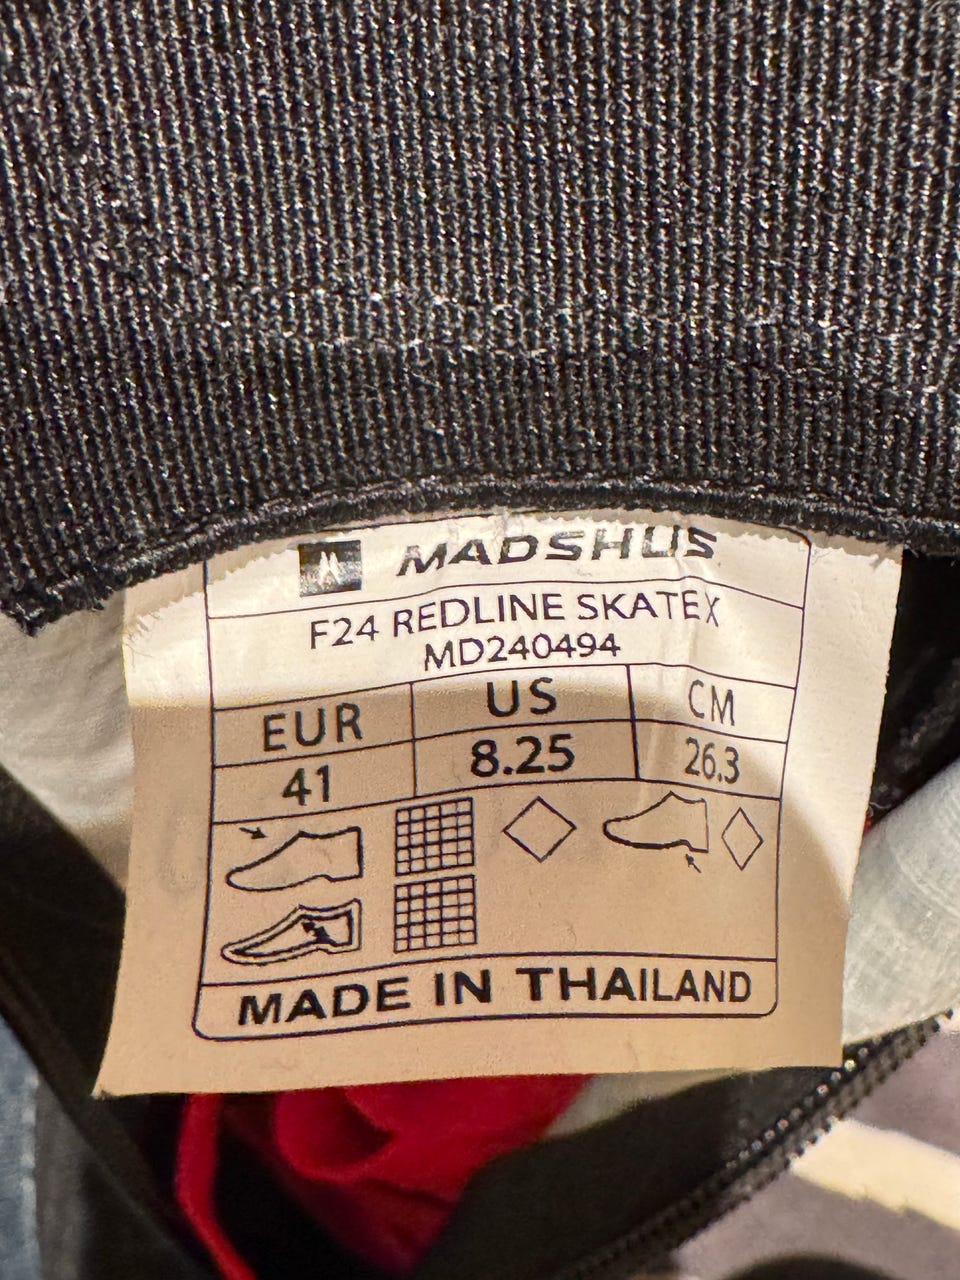 MADSHUS
F24 REDLINE SKATEX
MD240494
EUR US CM
41 8.25 26.3
MADE IN THAILAND